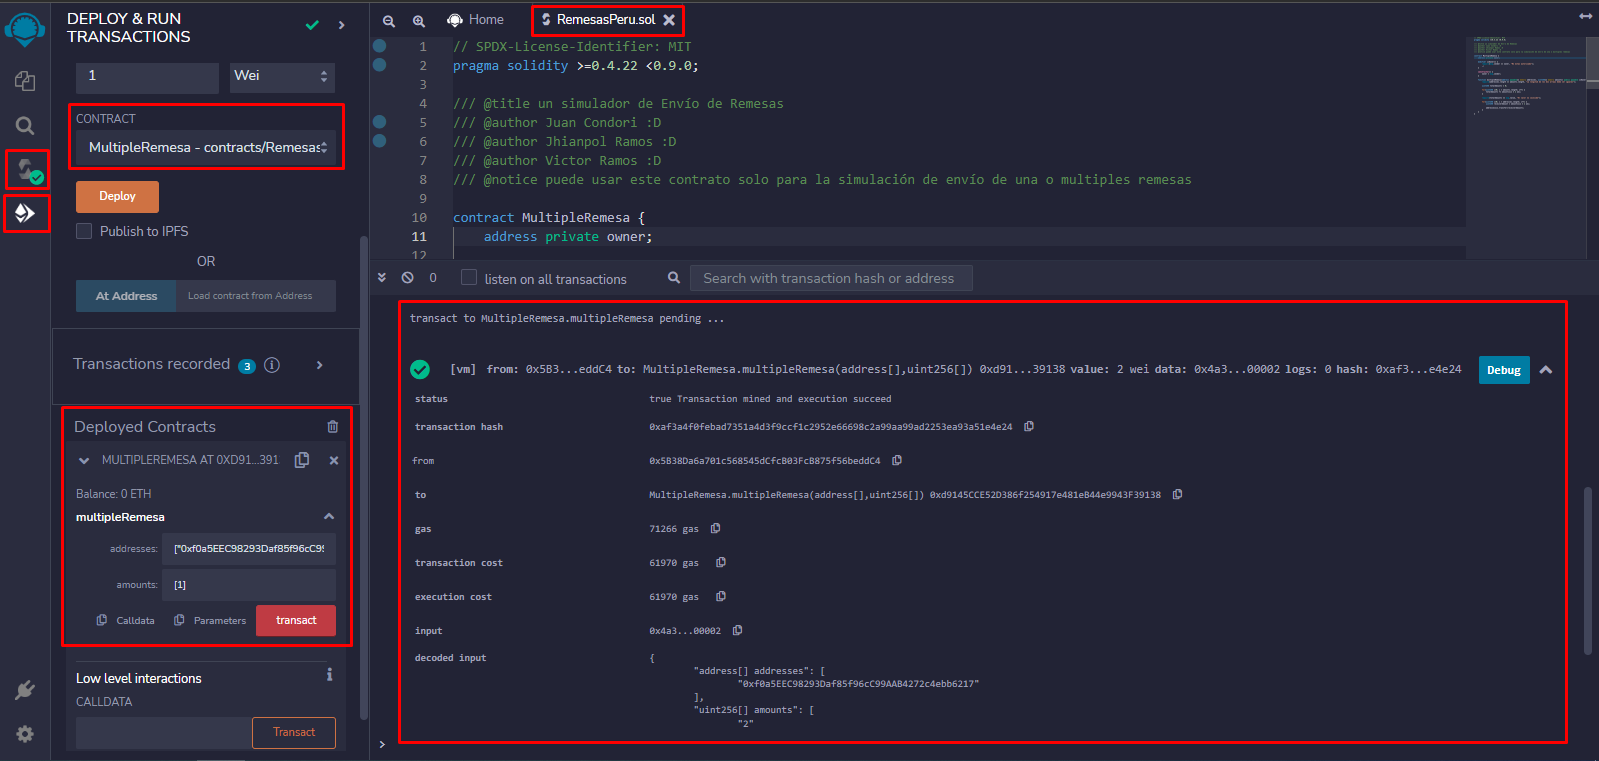 DEPLOY & RUN
TRANSACTIONS
1
Wei
CONTRACT
MultipleRemesa - contracts/Remesas
Deploy
Publish to IPFS
OR
At Address
Load contract from Address
Transactions recorded 3
Deployed Contracts
MULTIPLEREMESA AT 0XD91...391
Balance: 0 ETH
multipleRemesa
addresses:
["0xf0a5EEC98293Daf85f96cC99
amounts:
[1]
Calldata
Parameters
transact
Low level interactions
CALLDATA
Transact
Home
RemesasPeru.sol
1 // SPDX-License-Identifier: MIT
2 pragma solidity >=0.4.22 <0.9.0;
3
4 /// @title un simulador de Envío de Remesas
5 /// @author Juan Condori :D
6 /// @author Jhianpol Ramos :D
7 /// @author Victor Ramos :D
8 /// @notice puede usar este contrato solo para la simulación de envío de una o multiples remesas
9
10 contract MultipleRemesa {
11 address private owner;
12
0
listen on all transactions
Search with transaction hash or address
transact to MultipleRemesa.multipleRemesa pending ...
[vm] from: 0x5B3...eddC4 to: MultipleRemesa.multipleRemesa(address[],uint256[]) 0xd91...39138 value: 2 wei data: 0x4a3...00002 logs: 0 hash: 0xaf3...e4e24
Debug
status true Transaction mined and execution succeed
transaction hash 0xaf3a4f0febad7351a4d3f9ccf1c2952e66698c2a99aa99ad2253ea93a51e4e24
from 0x5B38Da6a701c568545dCfcB03FcB875f56beddC4
to MultipleRemesa.multipleRemesa(address[],uint256[]) 0xd9145CCE52D386f254917e481eB44e9943F39138
gas 71266 gas
transaction cost 61970 gas
execution cost 61970 gas
input 0x4a3...00002
decoded input {
"address[] addresses": [
"0xf0a5EEC98293Daf85f96cC99AAB4272c4ebb6217"
],
"uint256[] amounts": [
"2"
>